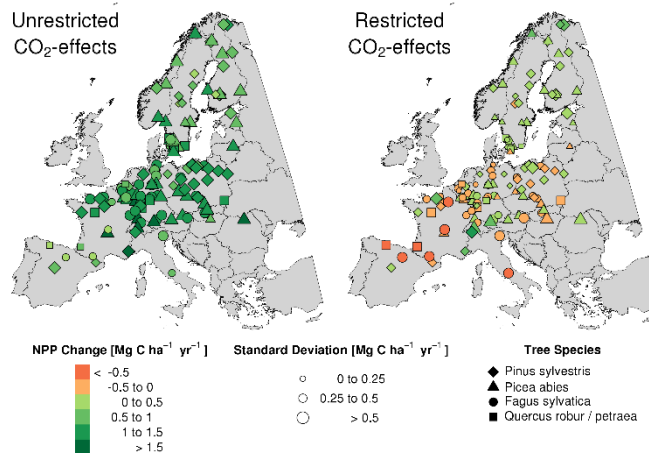 Unrestricted
CO₂-effects
Restricted
CO₂-effects
NPP Change [Mg C ha⁻¹ yr⁻¹]
< -0.5
-0.5 to 0
0 to 0.5
0.5 to 1
1 to 1.5
> 1.5
Standard Deviation [Mg C ha⁻¹ yr⁻¹]
0 to 0.25
0.25 to 0.5
> 0.5
Tree Species
Pinus sylvestris
Picea abies
Fagus sylvatica
Quercus robur / petraea